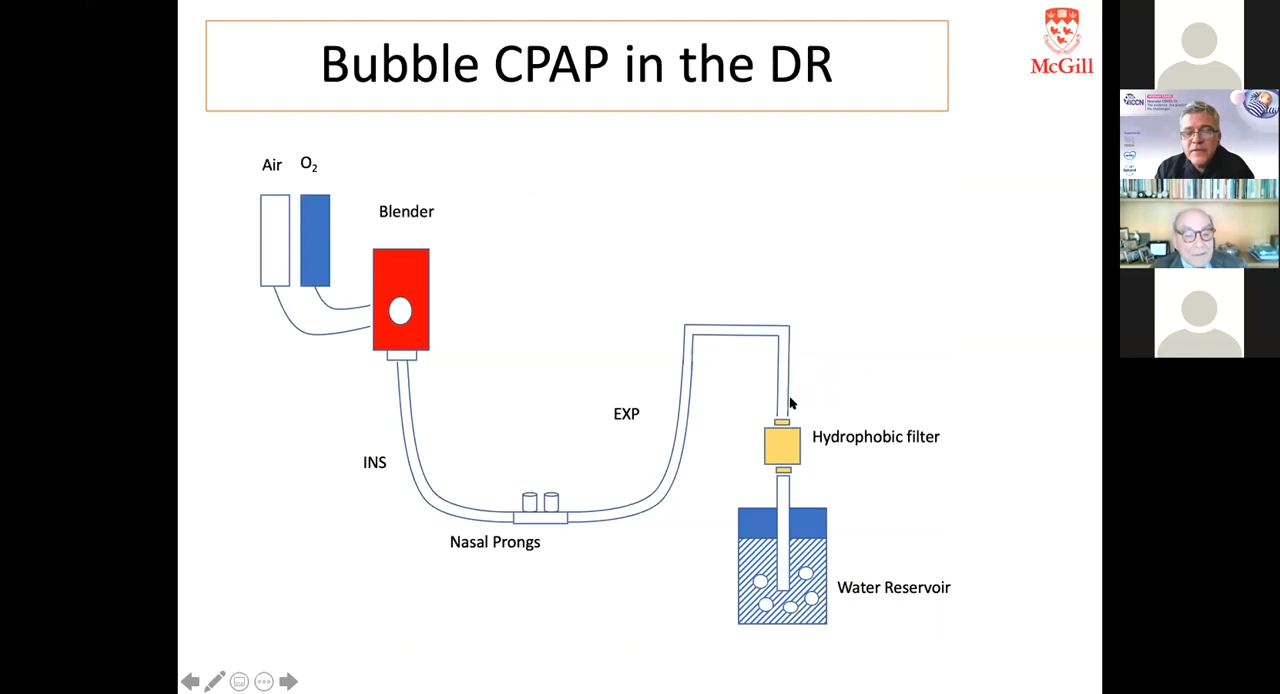 Bubble CPAP in the DR
McGill
Air
O₂
Blender
INS
EXP
Nasal Prongs
Hydrophobic filter
Water Reservoir